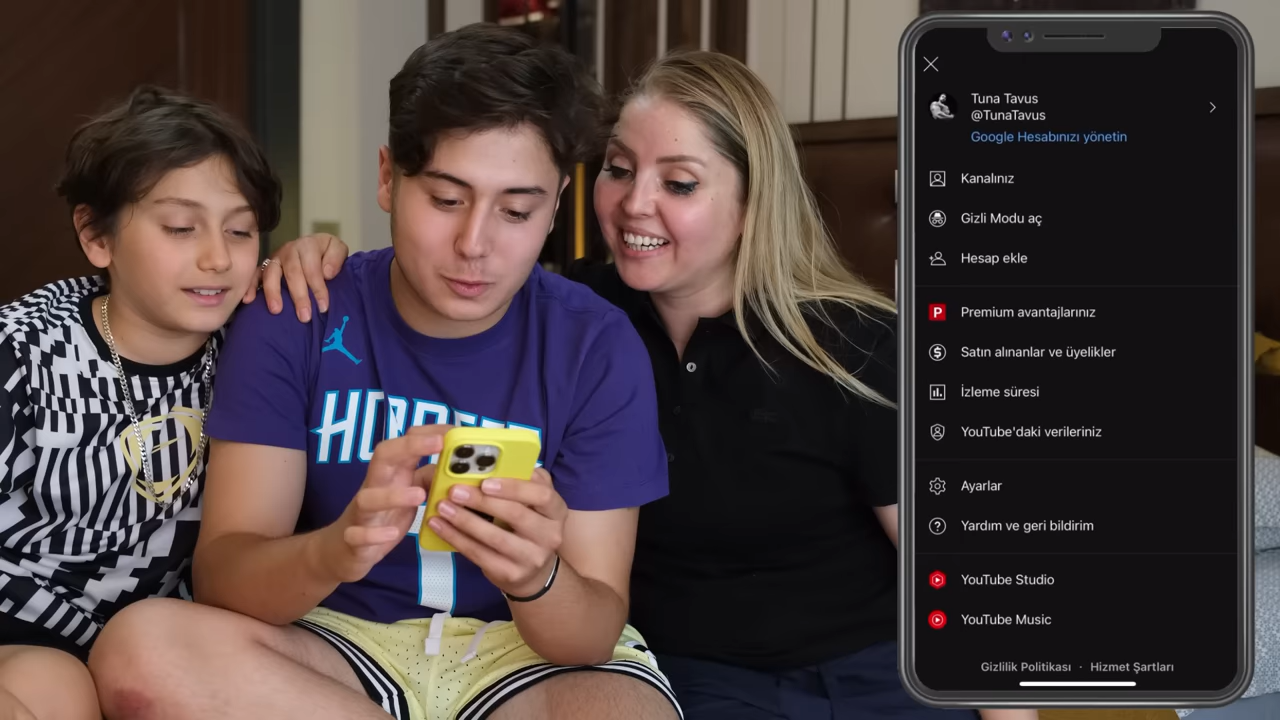 HORNETS
1
Tuna Tavus
@TunaTavus
Google Hesabınızı yönetin
Kanalınız
Gizli Modu aç
Hesap ekle
P
Premium avantajlarınız
$
Satın alınanlar ve üyelikler
İzleme süresi
YouTube'daki verileriniz
Ayarlar
?
Yardım ve geri bildirim
YouTube Studio
YouTube Music
Gizlilik Politikası · Hizmet Şartları